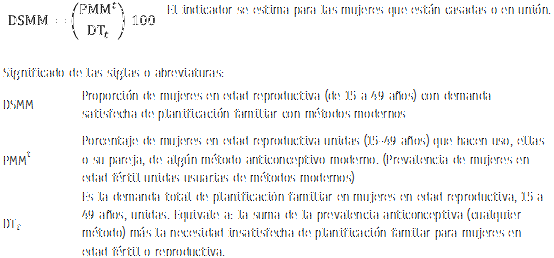 DSMM = (PMM^t / DT_t) 100 El indicador se estima para las mujeres que están casadas o en unión.
Significado de las siglas o abreviaturas:
DSMM Proporción de mujeres en edad reproductiva (de 15 a 49 años) con demanda
satisfecha de planificación familiar con métodos modernos
Porcentaje de mujeres en edad reproductiva unidas (15-49 años) que hacen uso, ellas
PMM^t o su pareja, de algún método anticonceptivo moderno. (Prevalencia de mujeres en
edad fértil unidas usuarias de métodos modernos)
Es la demanda total de planificación familiar en mujeres en edad reproductiva, 15 a
49 años, unidas. Equivale a: la suma de la prevalencia anticonceptiva (cualquier
DT_t método) más la necesidad insatisfecha de planificación familar para mujeres en
edad fértil o reproductiva.